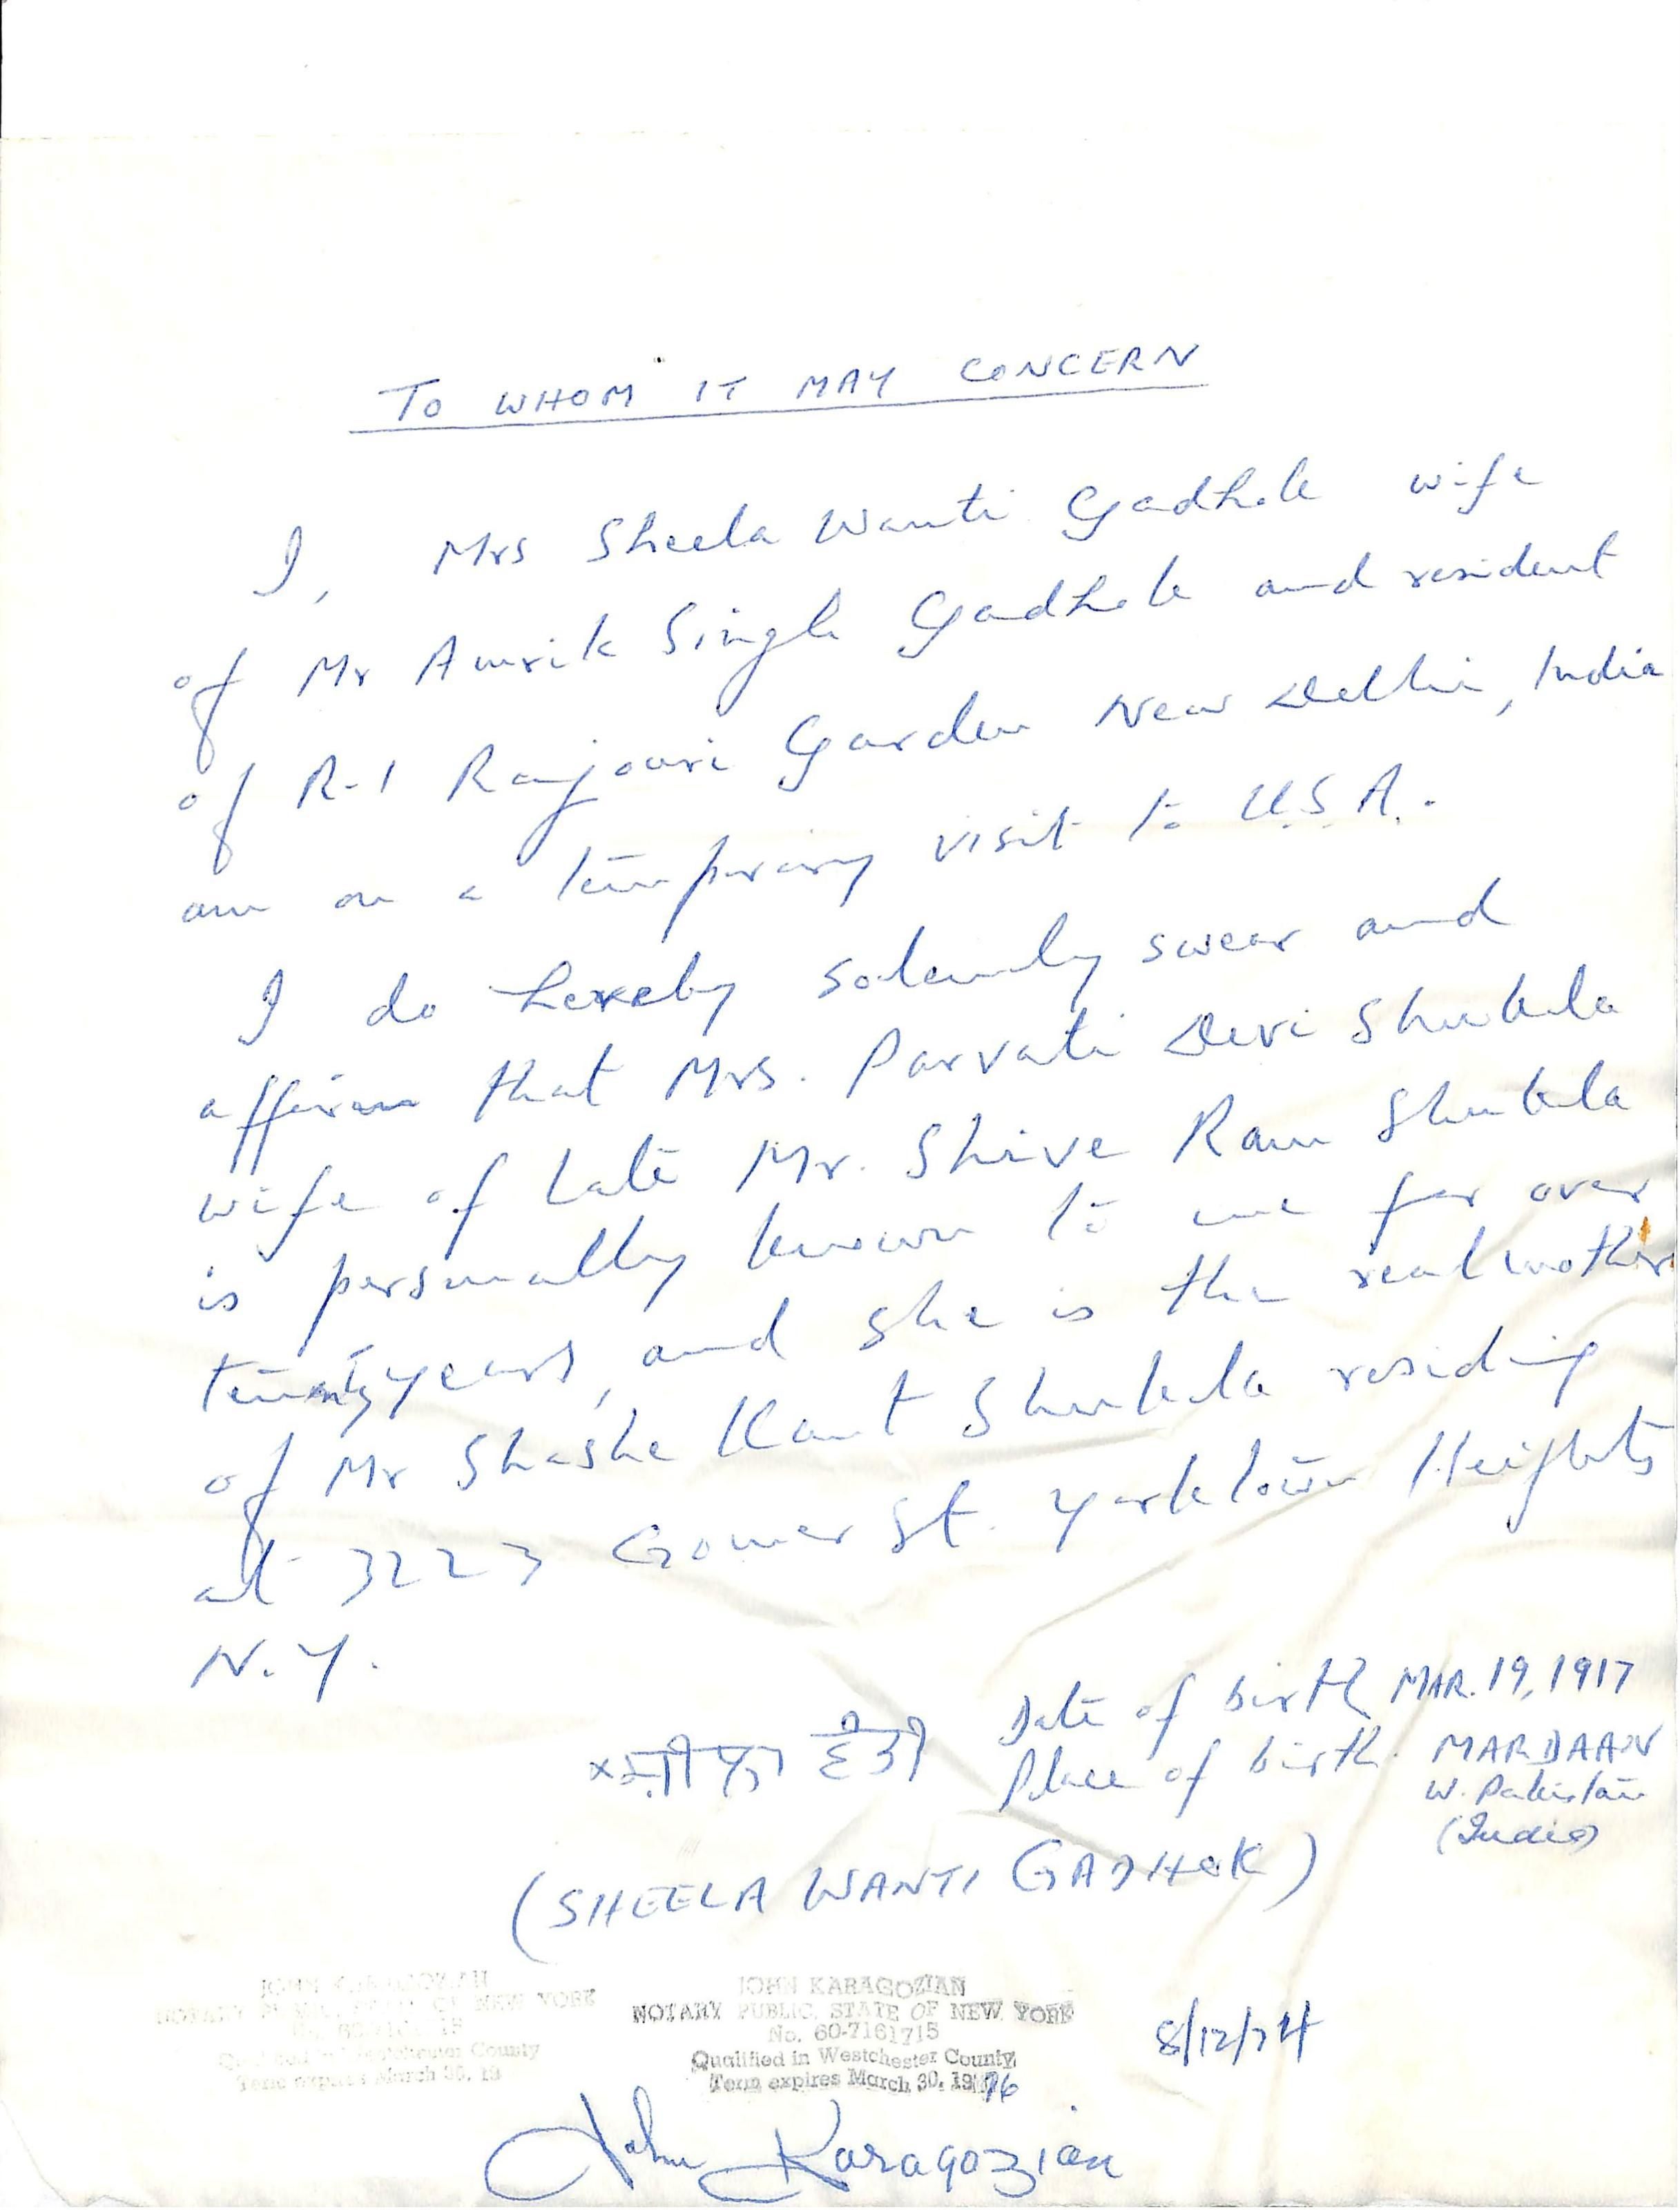 TO WHOM IT MAY CONCERN
I, Mrs Sheela Wanti Gadhok wife
of Mr Amrik Singh Gadhok and resident
of R-1 Rajouri Garden New Delhi, India
am on a temporary visit to U.S.A.
I do hereby solemnly swear and
affirm that Mrs. Parvati Devi Shukla
wife of late Mr. Shive Ram Shukla
is personally known to me for over
years, and she is the real mother
of Mr Shashe Kant Shukla residing
at 3223 Gomer St. Yorktown Heights
N.Y.
Date of birth MAR. 19, 1917
Place of birth. MARDAAN
W. Pakistan
(India)
(SHEELA WANTI GADHOK)
JOHN KARAGOZIAN
NOTARY PUBLIC, STATE OF NEW YORK
No. 60-7161715
Qualified in Westchester County
Term expires March 30, 19
JOHN KARAGOZIAN
NOTARY PUBLIC, STATE OF NEW YORK
No. 60-7161715
Qualified in Westchester County
Term expires March 30, 1976
8/12/74
John Karagozian